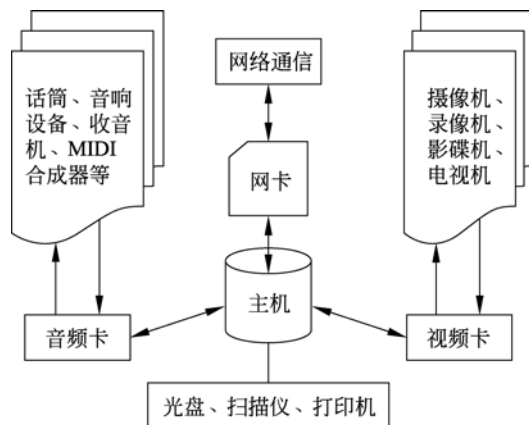 话筒、音响
设备、收音
机、MIDI
合成器等
网络通信
摄像机、
录像机、
影碟机、
电视机
网卡
主机
音频卡
视频卡
光盘、扫描仪、打印机